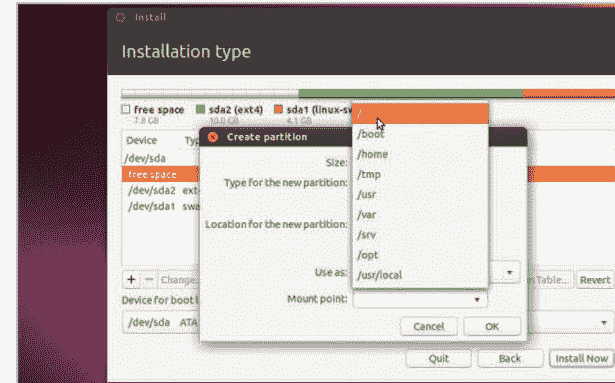 Install
Installation type
free space sda2 (ext4) sda1 (linux-sw
7.8 GB 10.0 GB 4.1 GB
Device Typ
/dev/sda
free space
/dev/sda2 ext
/dev/sda1 swa
Create partition
Size:
Type for the new partition:
Location for the new partition:
Use as:
Mount point:
/
/boot
/home
/tmp
/usr
/var
/srv
/opt
/usr/local
Cancel OK
+ − Change... n Table... Revert
Device for boot l
/dev/sda ATA
Quit Back Install Now